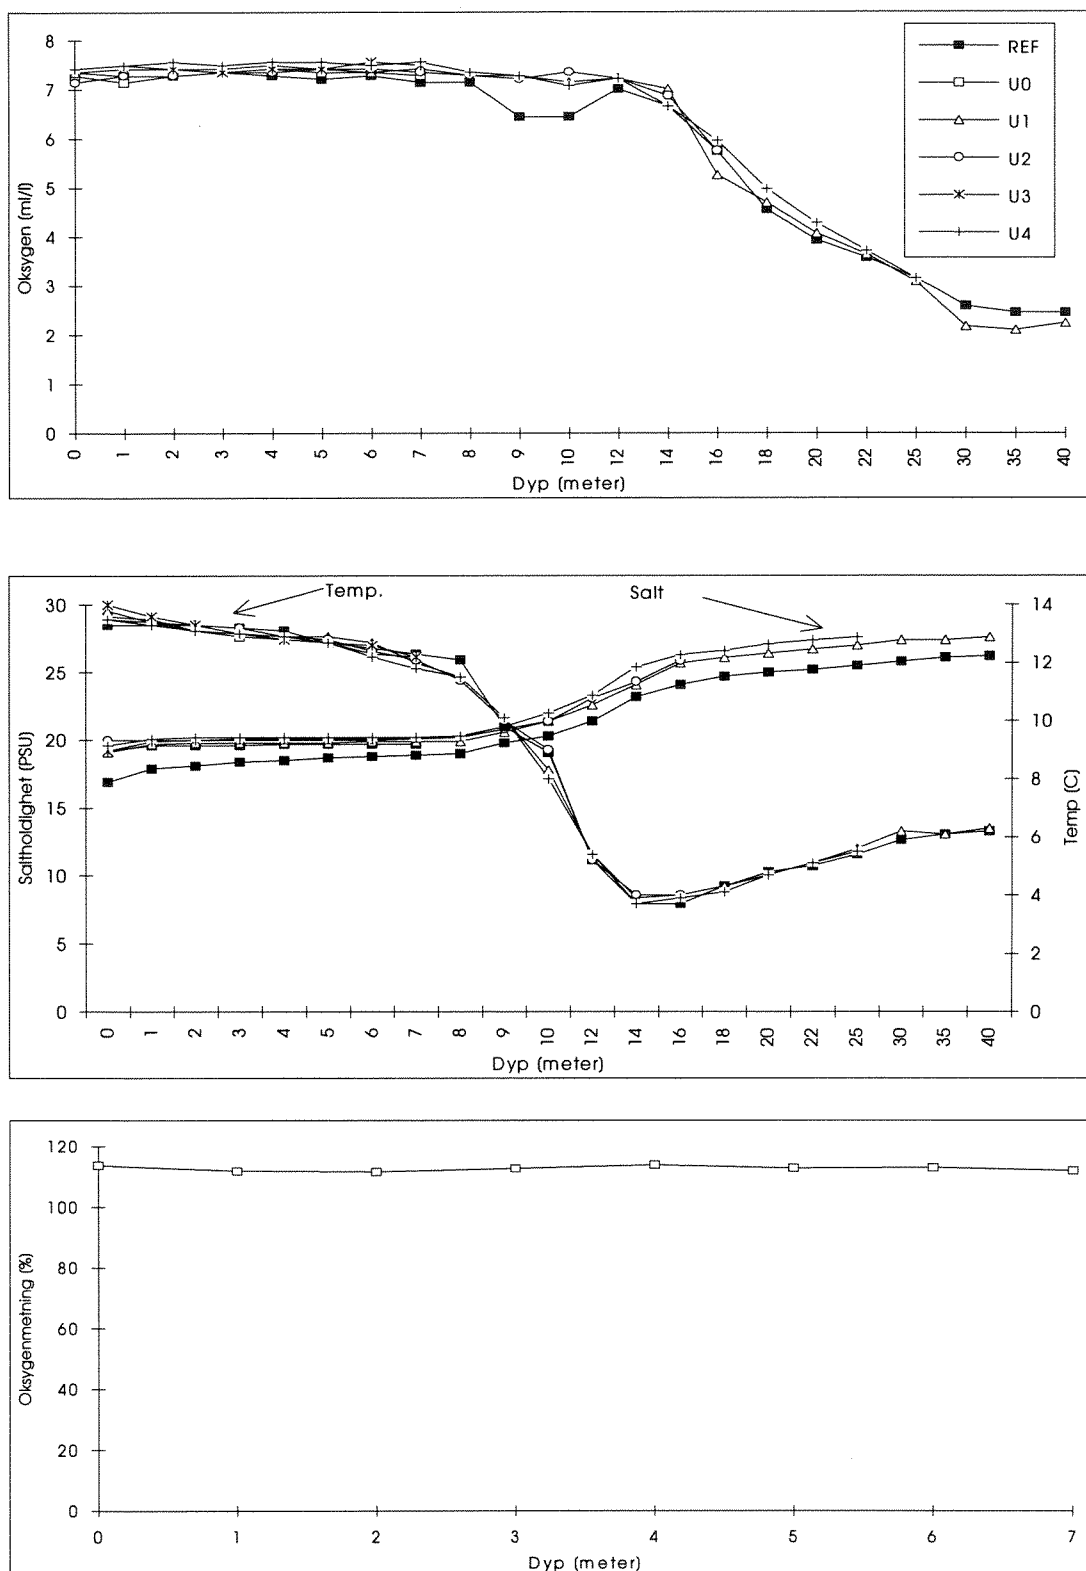 8
7
6
5
4
3
2
1
0
Oksygen (ml/l)
0 1 2 3 4 5 6 7 8 9 10 12 14 16 18 20 22 25 30 35 40
Dyp (meter)
REF
U0
U1
U2
U3
U4
Temp.
Salt
30
25
20
15
10
5
0
Saltholdighet (PSU)
14
12
10
8
6
4
2
0
Temp (C)
0 1 2 3 4 5 6 7 8 9 10 12 14 16 18 20 22 25 30 35 40
Dyp (meter)
120
100
80
60
40
20
0
Oksygenmetning (%)
0 1 2 3 4 5 6 7
Dyp (meter)